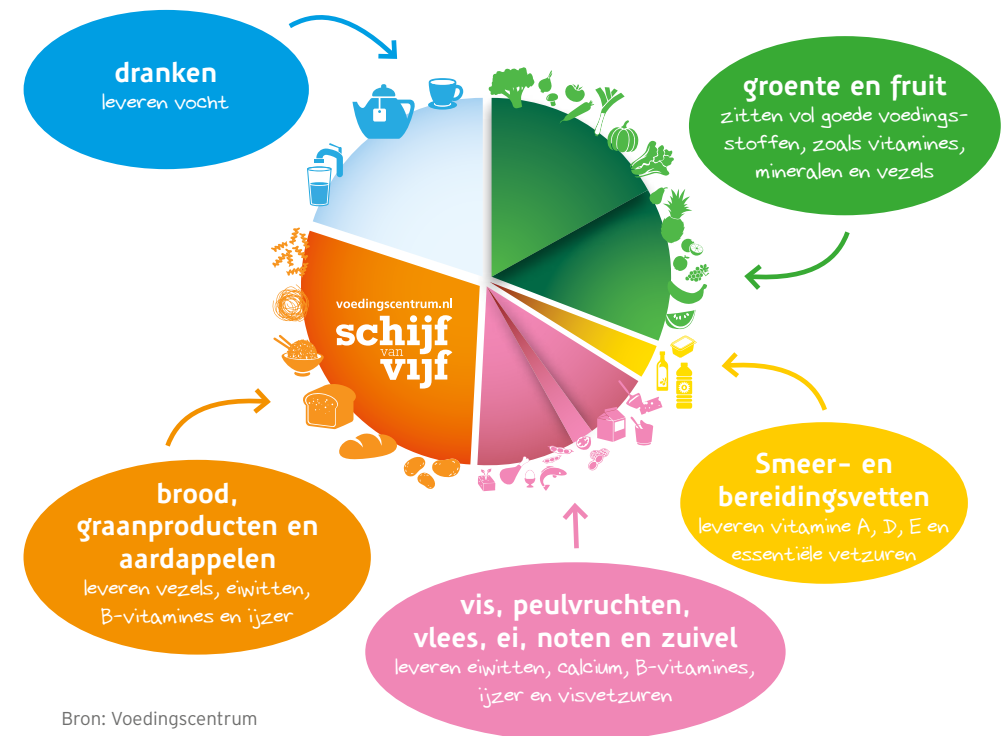 dranken
leveren vocht
groente en fruit
zitten vol goede voedings-
stoffen, zoals vitamines,
mineralen en vezels
voedingscentrum.nl
schijf
van
vijf
Smeer- en
bereidingsvetten
leveren vitamine A, D, E en
essentiële vetzuren
brood,
graanproducten en
aardappelen
leveren vezels, eiwitten,
B-vitamines en ijzer
vis, peulvruchten,
vlees, ei, noten en zuivel
leveren eiwitten, calcium, B-vitamines,
ijzer en visvetzuren
Bron: Voedingscentrum